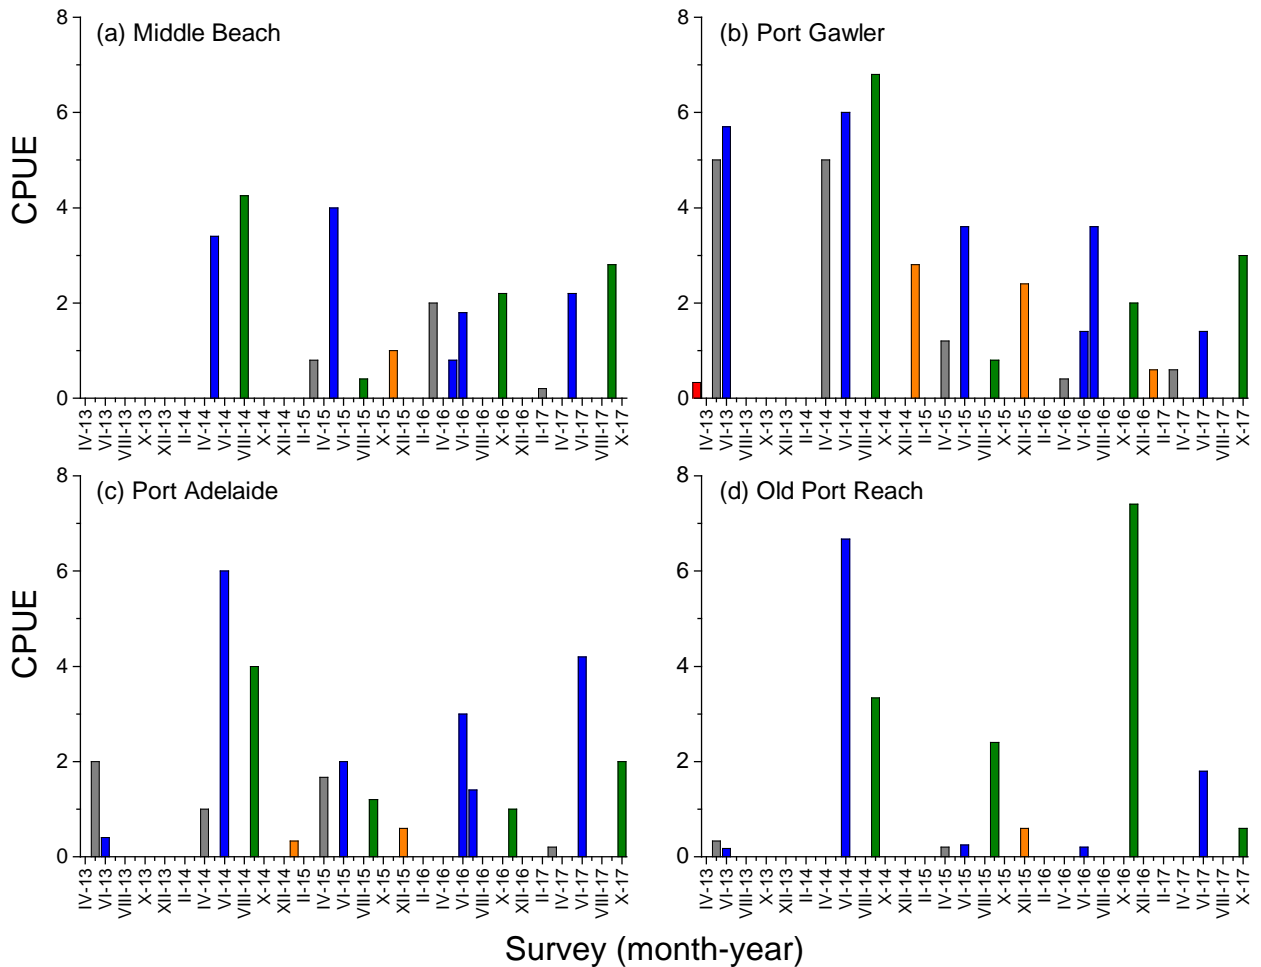 (a) Middle Beach
(b) Port Gawler
CPUE
8
6
4
2
0
IV-13 VI-13 VIII-13 X-13 XII-13 II-14 IV-14 VI-14 VIII-14 X-14 XII-14 II-15 IV-15 VI-15 VIII-15 X-15 XII-15 II-16 IV-16 VI-16 VIII-16 X-16 XII-16 II-17 IV-17 VI-17 VIII-17 X-17
8
6
4
2
0
IV-13 VI-13 VIII-13 X-13 XII-13 II-14 IV-14 VI-14 VIII-14 X-14 XII-14 II-15 IV-15 VI-15 VIII-15 X-15 XII-15 II-16 IV-16 VI-16 VIII-16 X-16 XII-16 II-17 IV-17 VI-17 VIII-17 X-17
(c) Port Adelaide
(d) Old Port Reach
CPUE
8
6
4
2
0
IV-13 VI-13 VIII-13 X-13 XII-13 II-14 IV-14 VI-14 VIII-14 X-14 XII-14 II-15 IV-15 VI-15 VIII-15 X-15 XII-15 II-16 IV-16 VI-16 VIII-16 X-16 XII-16 II-17 IV-17 VI-17 VIII-17 X-17
8
6
4
2
0
IV-13 VI-13 VIII-13 X-13 XII-13 II-14 IV-14 VI-14 VIII-14 X-14 XII-14 II-15 IV-15 VI-15 VIII-15 X-15 XII-15 II-16 IV-16 VI-16 VIII-16 X-16 XII-16 II-17 IV-17 VI-17 VIII-17 X-17
Survey (month-year)